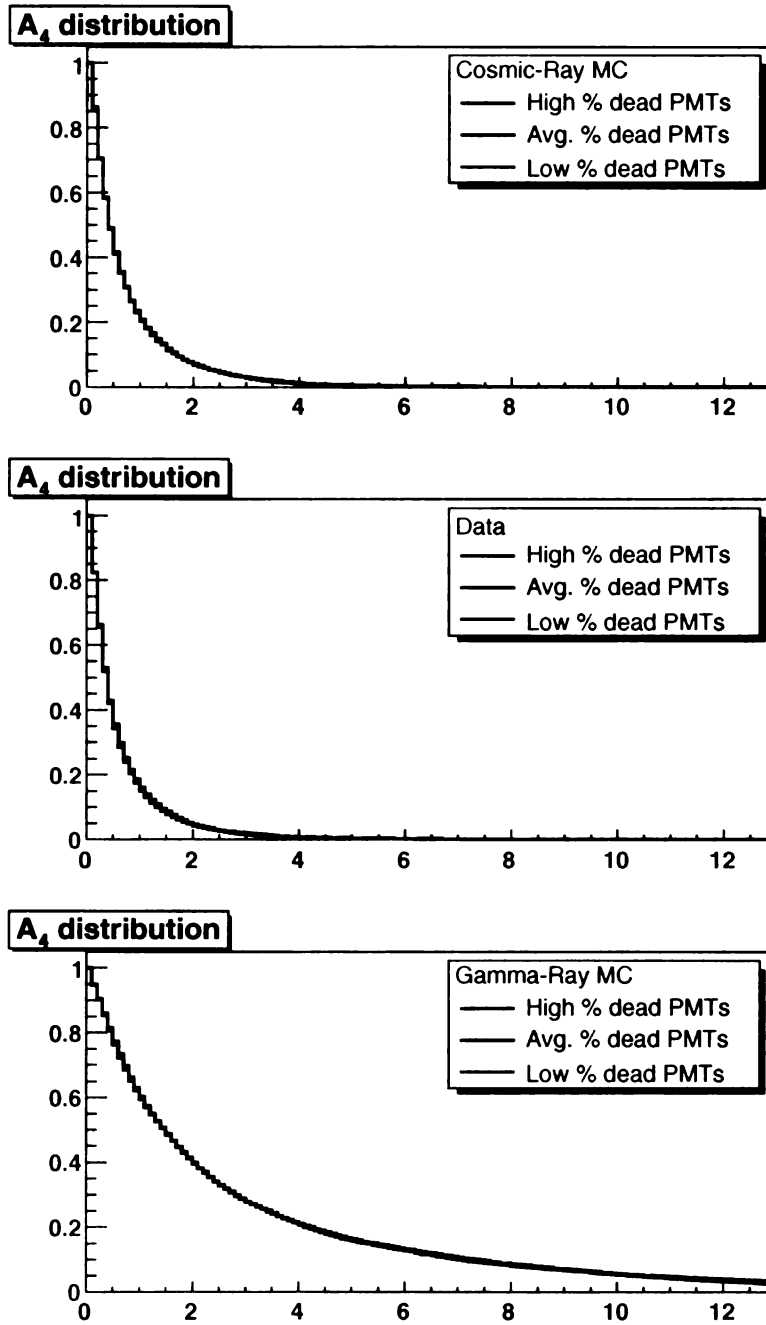 A₄ distribution
Cosmic-Ray MC
High % dead PMTs
Avg. % dead PMTs
Low % dead PMTs
1
0.8
0.6
0.4
0.2
0
0 2 4 6 8 10 12
A₄ distribution
Data
High % dead PMTs
Avg. % dead PMTs
Low % dead PMTs
1
0.8
0.6
0.4
0.2
0
0 2 4 6 8 10 12
A₄ distribution
Gamma-Ray MC
High % dead PMTs
Avg. % dead PMTs
Low % dead PMTs
1
0.8
0.6
0.4
0.2
0
0 2 4 6 8 10 12